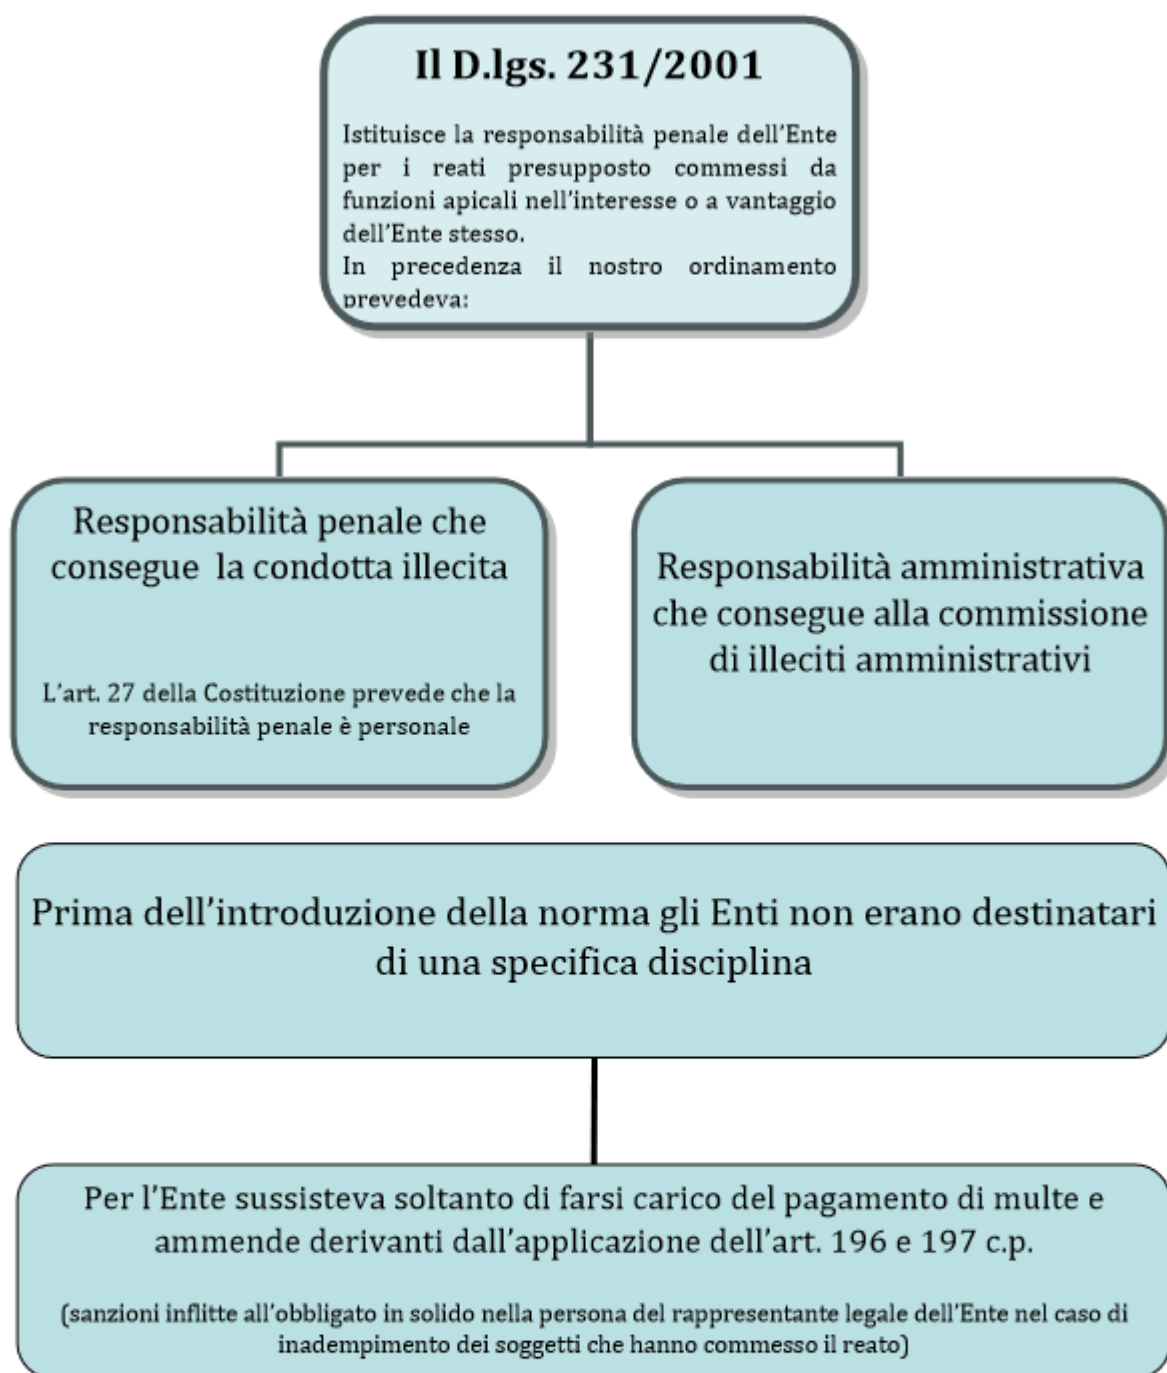 Il D.lgs. 231/2001
Istituisce la responsabilità penale dell'Ente
per i reati presupposto commessi da
funzioni apicali nell'interesse o a vantaggio
dell'Ente stesso.
In precedenza il nostro ordinamento
prevedeva:
Responsabilità penale che
consegue la condotta illecita
L'art. 27 della Costituzione prevede che la
responsabilità penale è personale
Responsabilità amministrativa
che consegue alla commissione
di illeciti amministrativi
Prima dell'introduzione della norma gli Enti non erano destinatari
di una specifica disciplina
Per l'Ente sussisteva soltanto di farsi carico del pagamento di multe e
ammende derivanti dall'applicazione dell'art. 196 e 197 c.p.
(sanzioni inflitte all'obbligato in solido nella persona del rappresentante legale dell'Ente nel caso di
inadempimento dei soggetti che hanno commesso il reato)